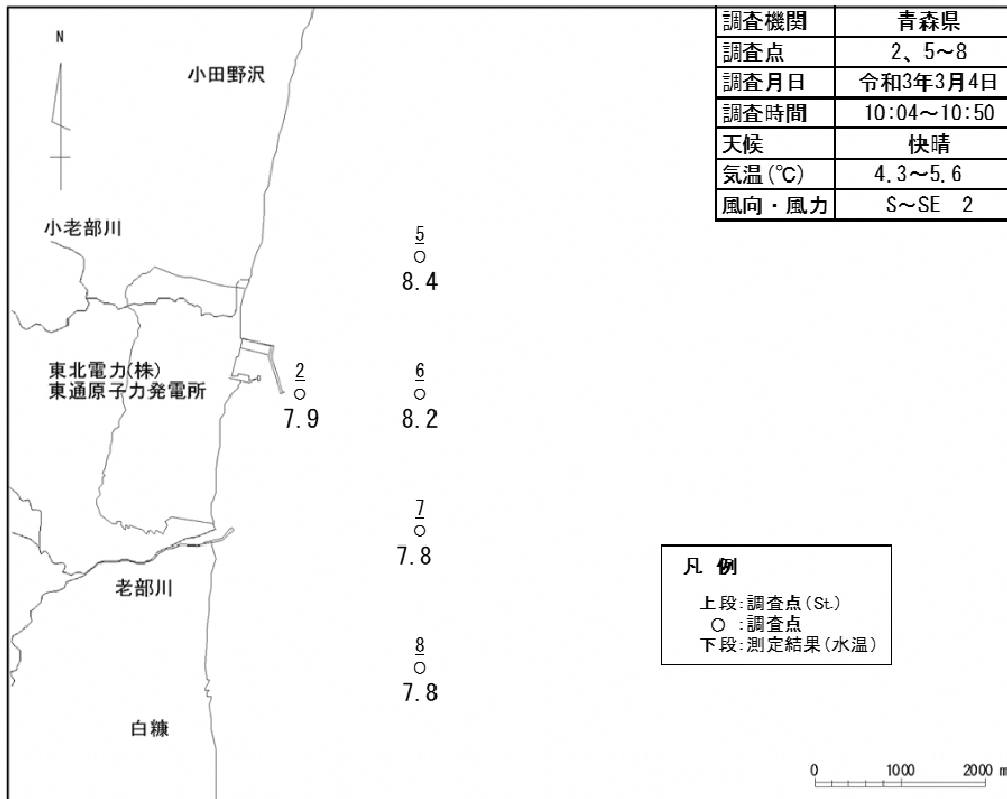 調査機関 青森県
調査点 2、5～8
調査月日 令和3年3月4日
調査時間 10:04～10:50
天候 快晴
気温(℃) 4.3～5.6
風向・風力 S～SE 2
N
小田野沢
小老部川
5
8.4
東北電力(株)
東通原子力発電所
2
7.9
6
8.2
7
7.8
老部川
8
7.8
白糠
凡 例
上段:調査点(St.)
○ :調査点
下段:測定結果(水温)
0 1000 2000 m